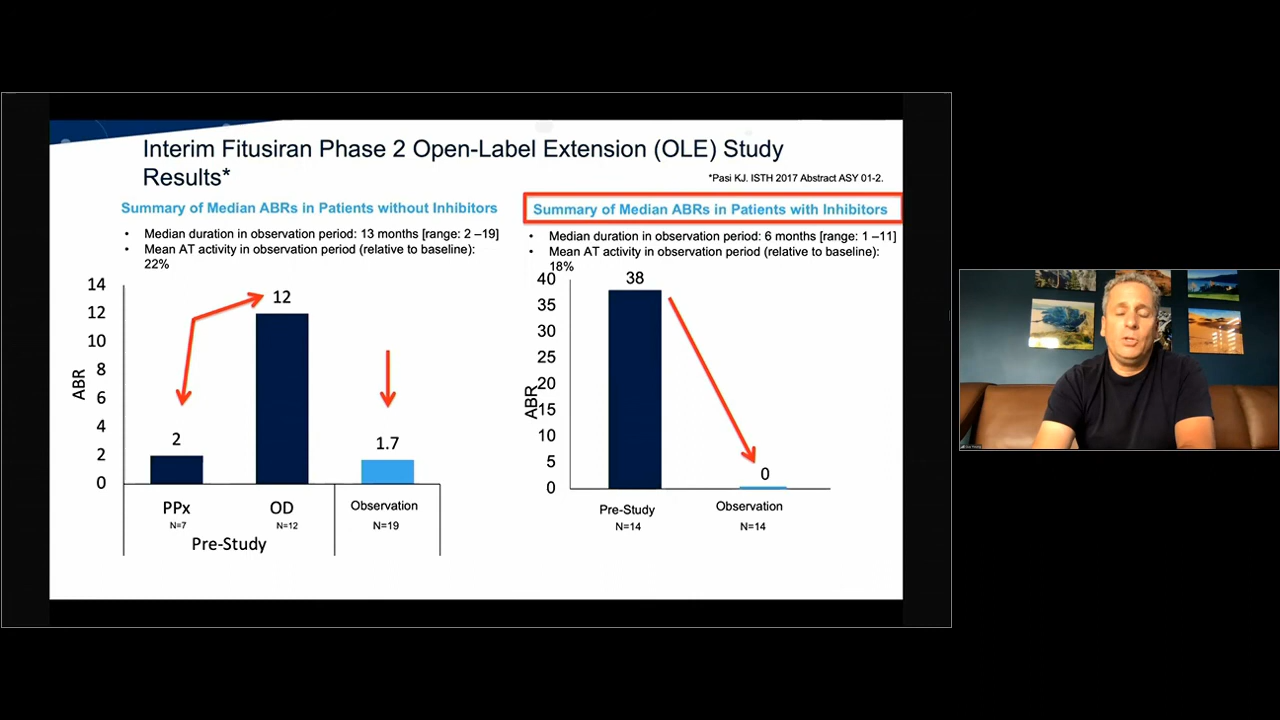 Interim Fitusiran Phase 2 Open-Label Extension (OLE) Study
Results*
*Pasi KJ. ISTH 2017 Abstract ASY 01-2.
Summary of Median ABRs in Patients without Inhibitors
• Median duration in observation period: 13 months [range: 2 –19]
• Mean AT activity in observation period (relative to baseline):
22%
14
12
10
8
6
4
2
0
ABR
2
12
1.7
PPx
OD
Observation
N=7
N=12
N=19
Pre-Study
Summary of Median ABRs in Patients with Inhibitors
• Median duration in observation period: 6 months [range: 1 –11]
• Mean AT activity in observation period (relative to baseline):
18%
40
35
30
25
20
15
10
5
0
ABR
38
0
Pre-Study
Observation
N=14
N=14